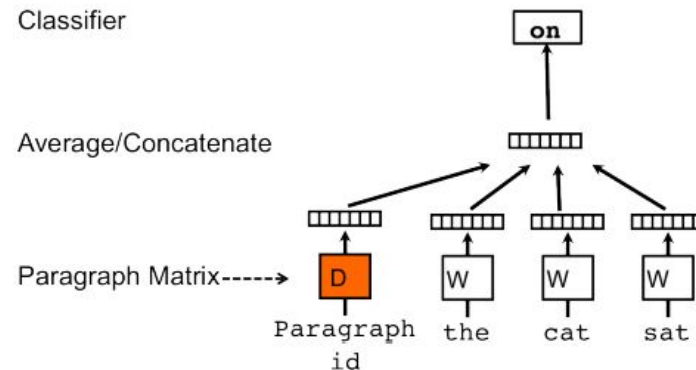 Classifier
on
Average/Concatenate
Paragraph Matrix
D
W
W
W
Paragraph
id
the
cat
sat